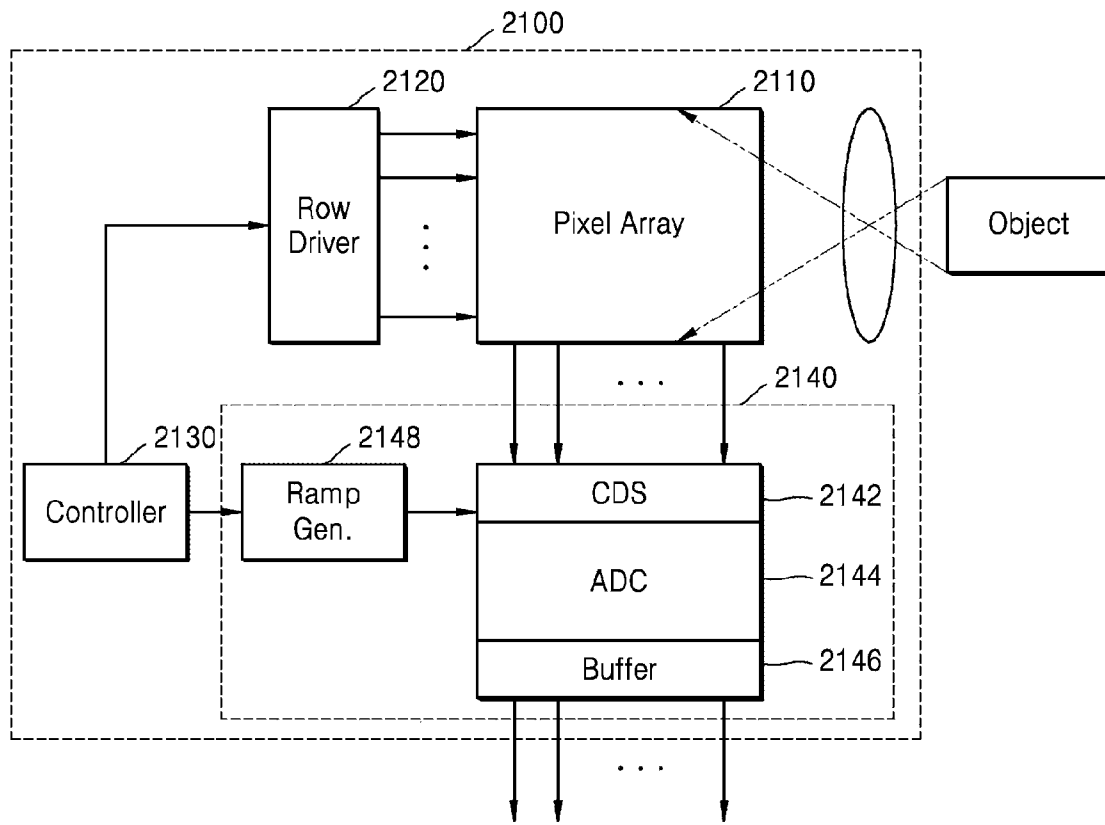 2100
2120
2110
Row
Driver
Pixel Array
Object
. . .
2140
2130
2148
Controller
Ramp
Gen.
CDS
2142
ADC
2144
Buffer
2146
. . .